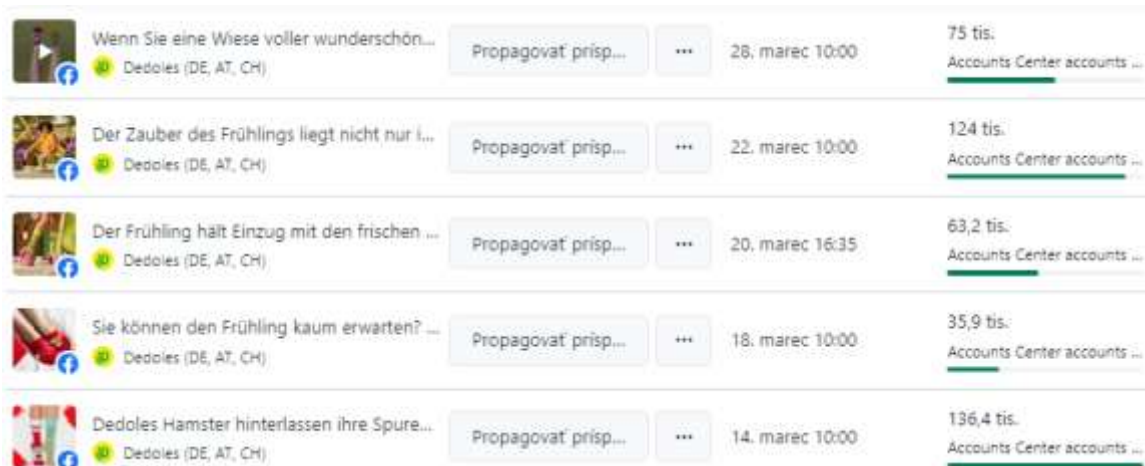 Wenn Sie eine Wiese voller wunderschön...
Dedoles (DE, AT, CH)
Propagovať prísp...
...
28. marec 10:00
75 tis.
Accounts Center accounts ...
Der Zauber des Frühlings liegt nicht nur i...
Dedoles (DE, AT, CH)
Propagovať prísp...
...
22. marec 10:00
124 tis.
Accounts Center accounts ...
Der Frühling hält Einzug mit den frischen ...
Dedoles (DE, AT, CH)
Propagovať prísp...
...
20. marec 16:35
63,2 tis.
Accounts Center accounts ...
Sie können den Frühling kaum erwarten? ...
Dedoles (DE, AT, CH)
Propagovať prísp...
...
18. marec 10:00
35,9 tis.
Accounts Center accounts ...
Dedoles Hamster hinterlassen ihre Spure...
Dedoles (DE, AT, CH)
Propagovať prísp...
...
14. marec 10:00
136,4 tis.
Accounts Center accounts ...